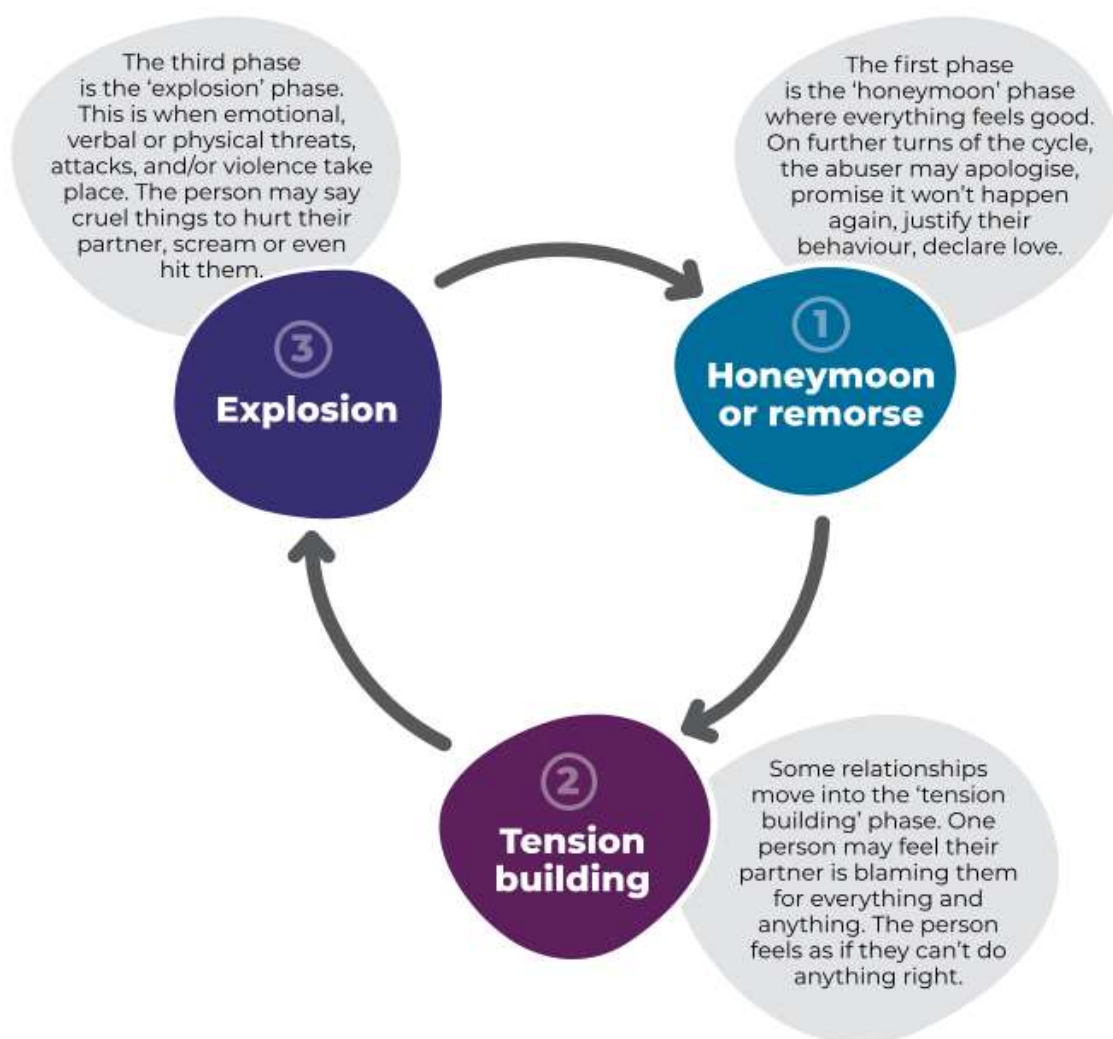 The third phase
is the ‘explosion’ phase.
This is when emotional,
verbal or physical threats,
attacks, and/or violence take
place. The person may say
cruel things to hurt their
partner, scream or even
hit them.
3
Explosion
The first phase
is the ‘honeymoon’ phase
where everything feels good.
On further turns of the cycle,
the abuser may apologise,
promise it won’t happen
again, justify their
behaviour, declare love.
1
Honeymoon
or remorse
2
Tension
building
Some relationships
move into the ‘tension
building’ phase. One
person may feel their
partner is blaming them
for everything and
anything. The person
feels as if they can’t do
anything right.